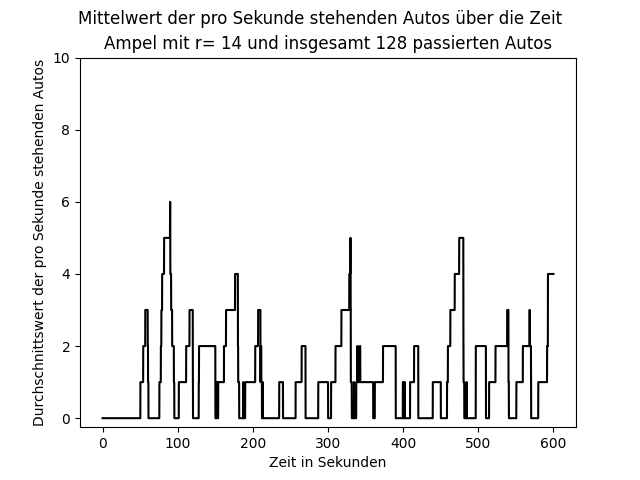 Mittelwert der pro Sekunde stehenden Autos über die Zeit
Ampel mit r= 14 und insgesamt 128 passierten Autos
Durchschnittswert der pro Sekunde stehenden Autos
10
8
6
4
2
0
0 100 200 300 400 500 600
Zeit in Sekunden